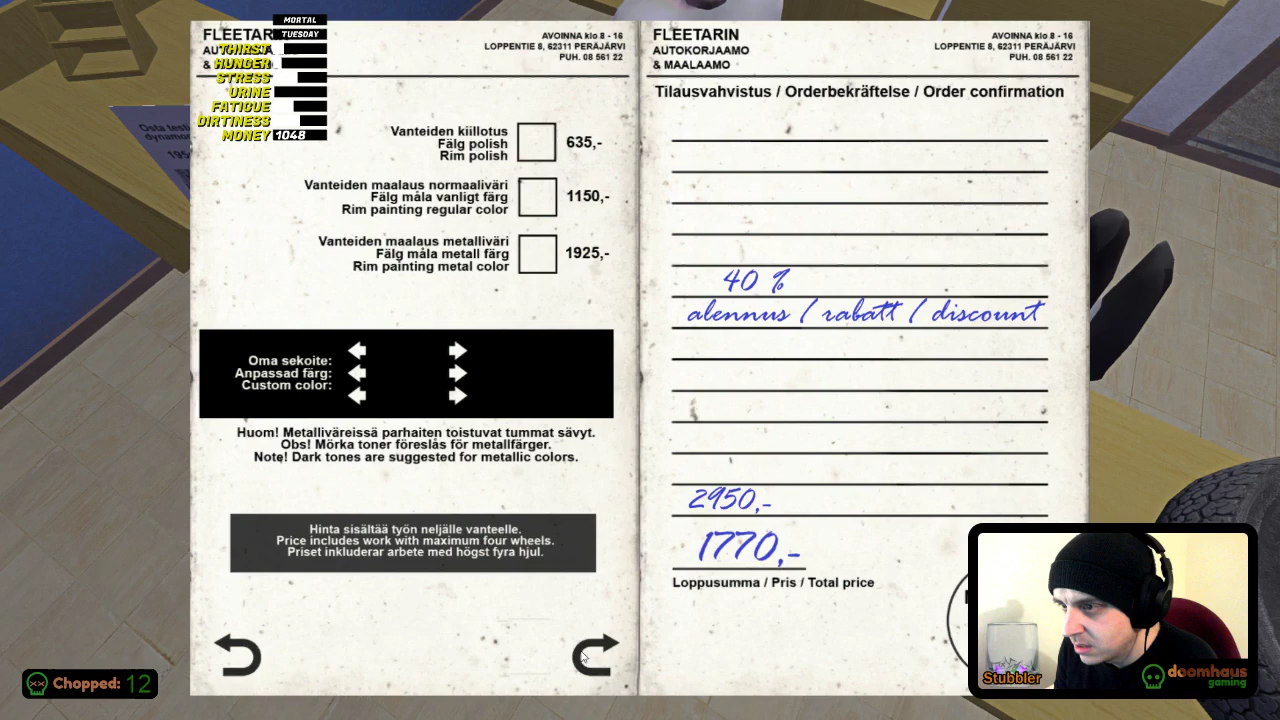 MORTAL
TUESDAY
THIRST
HUNGER
STRESS
URINE
FATIGUE
DIRTINESS
MONEY 1048
FLEETAR
AU
&
AVOINNA klo 8 - 16
LOPPENTIE 8, 62311 PERÄJÄRVI
PUH. 08 561 22
Vanteiden kiillotus
Fälg polish
Rim polish
635,-
Vanteiden maalaus normaaliväri
Fälg måla vanligt färg
Rim painting regular color
1150,-
Vanteiden maalaus metalliväri
Fälg måla metall färg
Rim painting metal color
1925,-
Oma sekoite:
Anpassad färg:
Custom color:
Huom! Metalliväreissä parhaiten toistuvat tummat sävyt.
Obs! Mörka toner föreslås för metallfärger.
Note! Dark tones are suggested for metallic colors.
Hinta sisältää työn neljälle vanteelle.
Price includes work with maximum four wheels.
Priset inkluderar arbete med högst fyra hjul.
FLEETARIN
AUTOKORJAAMO
& MAALAAMO
AVOINNA klo 8 - 16
LOPPENTIE 8, 62311 PERÄJÄRVI
PUH. 08 561 22
Tilausvahvistus / Orderbekräftelse / Order confirmation
40 %
alennus / rabatt / discount
2950,-
1770,-
Loppusumma / Pris / Total price
Chopped: 12
Stubbler
doomhaus
gaming